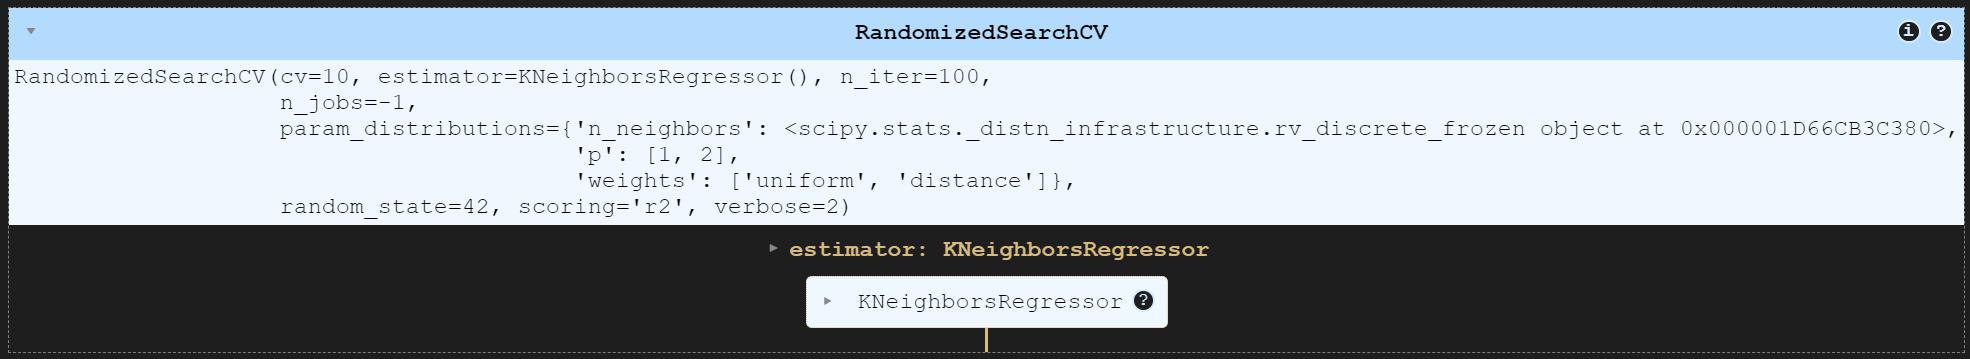 RandomizedSearchCV
i ?
RandomizedSearchCV(cv=10, estimator=KNeighborsRegressor(), n_iter=100,
n_jobs=-1,
param_distributions={'n_neighbors': <scipy.stats._distn_infrastructure.rv_discrete_frozen object at 0x000001D66CB3C380>,
'p': [1, 2],
'weights': ['uniform', 'distance']},
random_state=42, scoring='r2', verbose=2)
estimator: KNeighborsRegressor
KNeighborsRegressor ?